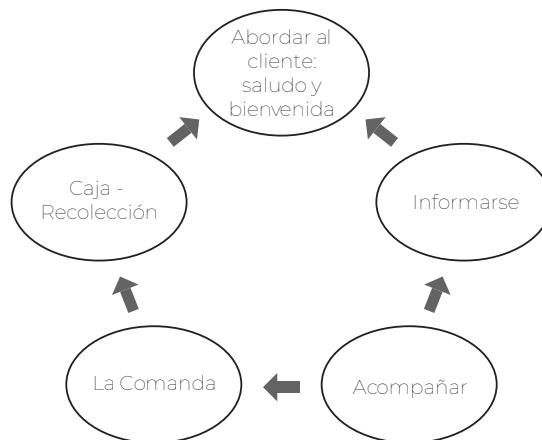 Abordar al
cliente:
saludo y
bienvenida
Caja -
Recolección
Informarse
La Comanda
Acompañar